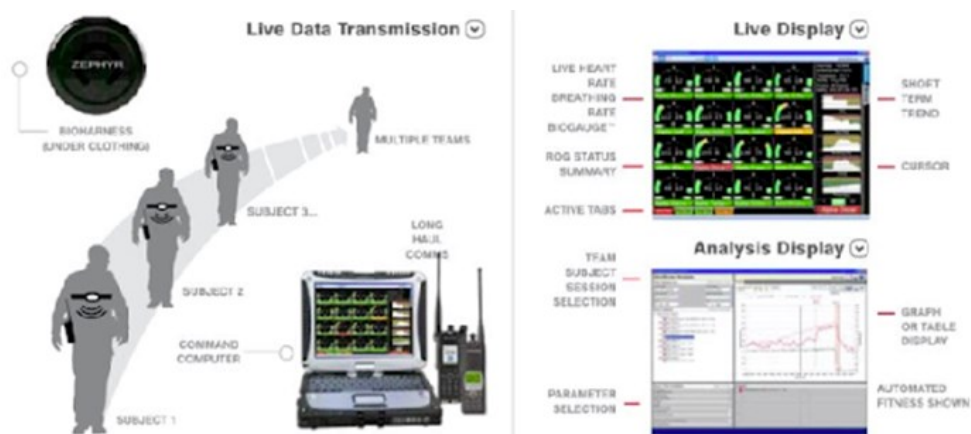 Live Data Transmission
ZEPHYR
BIOHARNESS
(UNDER CLOTHING)
MULTIPLE TEAMS
SUBJECT 3...
SUBJECT 2
SUBJECT 1
LONG
HAUL
COMMS
COMMAND
COMPUTER
Live Display
LIVE HEART
RATE
BREATHING
RATE
BIOGAUGE™
ROG STATUS
SUMMARY
ACTIVE TABS
SHORT
TERM
TREND
CURSOR
Analysis Display
TEAM
SUBJECT
SESSION
SELECTION
PARAMETER
SELECTION
GRAPH
OR TABLE
DISPLAY
AUTOMATED
FITNESS SHOWN